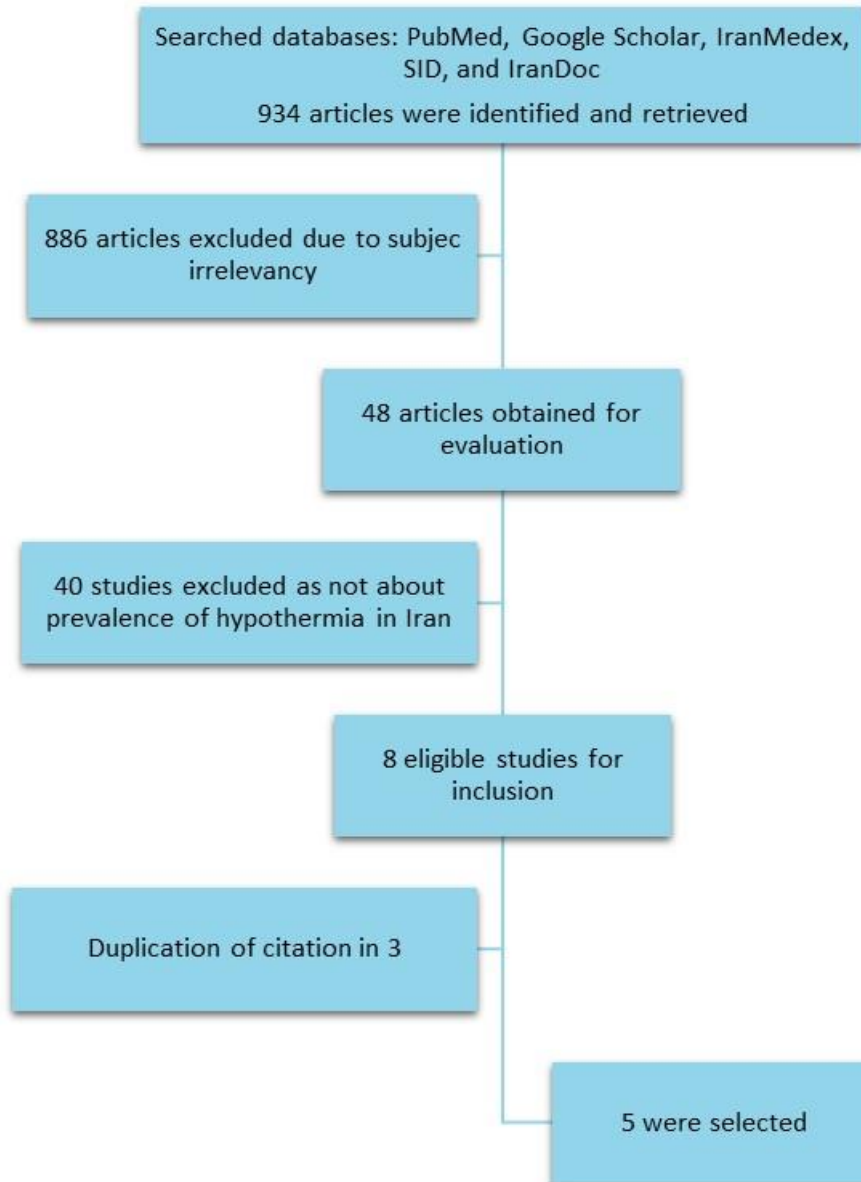 Searched databases: PubMed, Google Scholar, IranMedex,
SID, and IranDoc
934 articles were identified and retrieved
886 articles excluded due to subjec
irrelevancy
48 articles obtained for
evaluation
40 studies excluded as not about
prevalence of hypothermia in Iran
8 eligible studies for
inclusion
Duplication of citation in 3
5 were selected